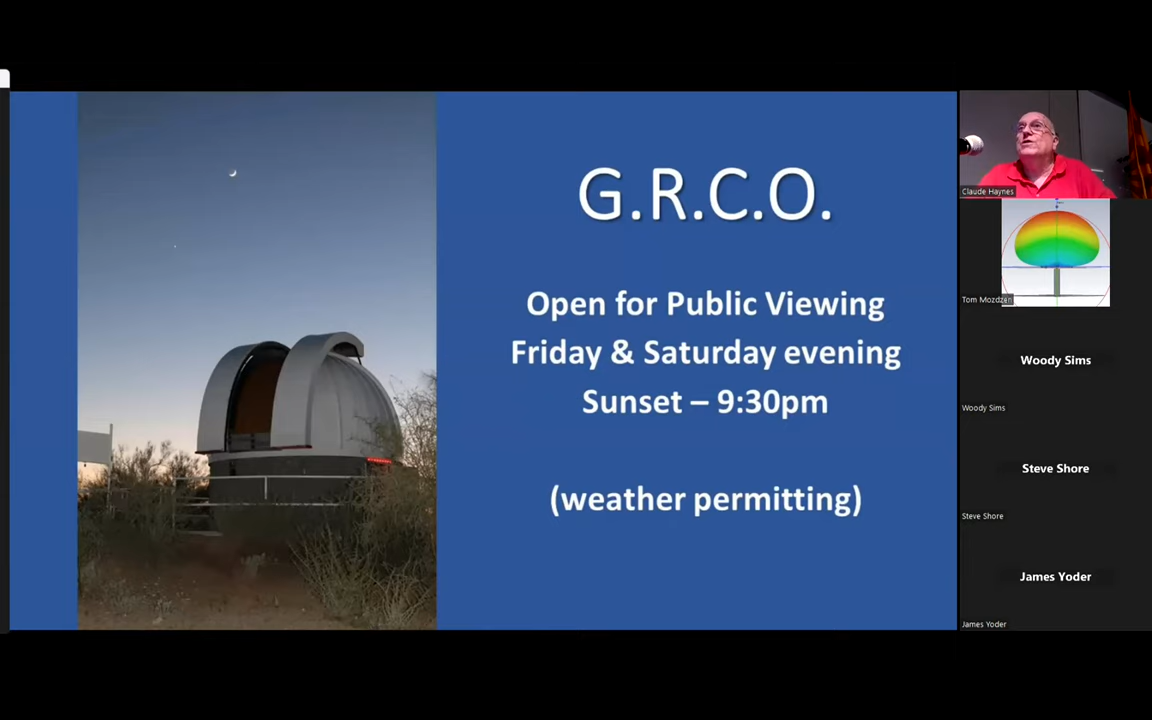 G.R.C.O.
Open for Public Viewing
Friday & Saturday evening
Sunset – 9:30pm
(weather permitting)
Claude Haynes
Tom Mozdzen
Woody Sims
Woody Sims
Steve Shore
Steve Shore
James Yoder
James Yoder